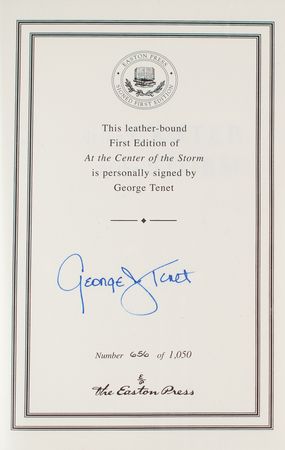 EASTON PRESS
SIGNED FIRST EDITION
This leather-bound
First Edition of
At the Center of the Storm
is personally signed by
George Tenet
George J Tenet
Number 656 of 1,050
The Easton Press